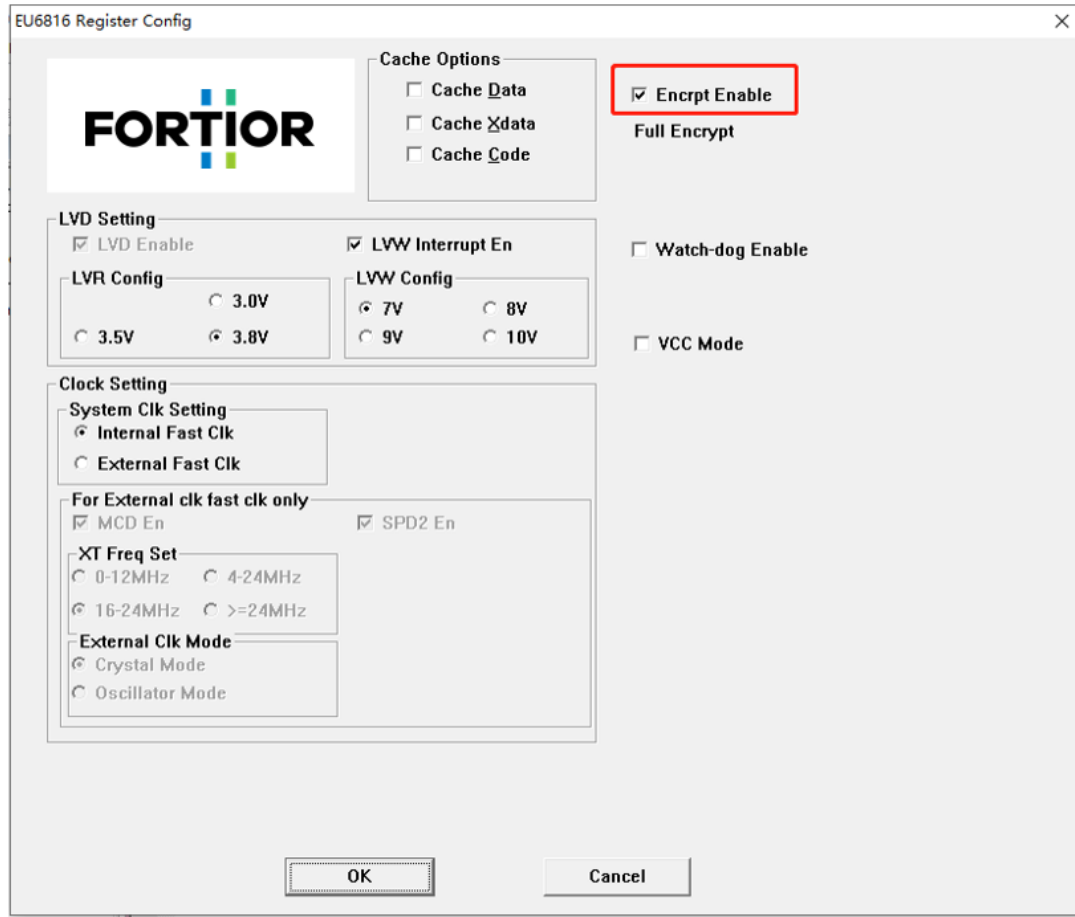 EU6816 Register Config
FORTIOR
Cache Options
Cache Data
Cache Xdata
Cache Code
Encrpt Enable
Full Encrypt
LVD Setting
LVD Enable
LVW Interrupt En
LVR Config
3.0V
3.5V
3.8V
LVW Config
7V
8V
9V
10V
Watch-dog Enable
VCC Mode
Clock Setting
System Clk Setting
Internal Fast Clk
External Fast Clk
For External clk fast clk only
MCD En
SPD2 En
XT Freq Set
0-12MHz
4-24MHz
16-24MHz
>=24MHz
External Clk Mode
Crystal Mode
Oscillator Mode
OK
Cancel